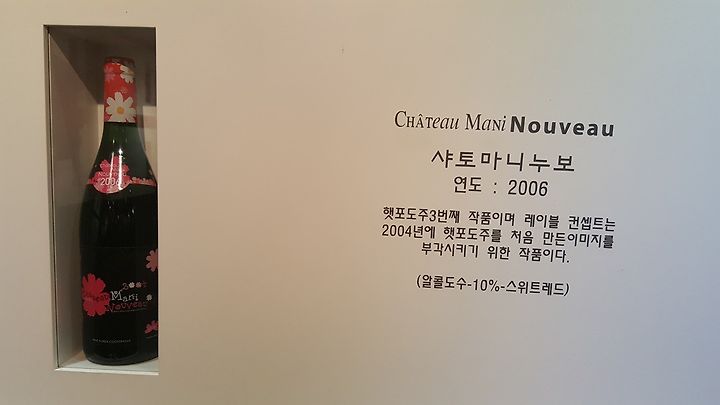 CHÂTEAU MANI Nouveau
샤토마니누보
연도 : 2006
햇포도주3번째 작품이며 레이블 컨셉트는
2004년에 햇포도주를 처음 만든이미지를
부각시키기 위한 작품이다.
(알콜도수-10%-스위트레드)
Nouveau
2006
Château Mani
Nouveau